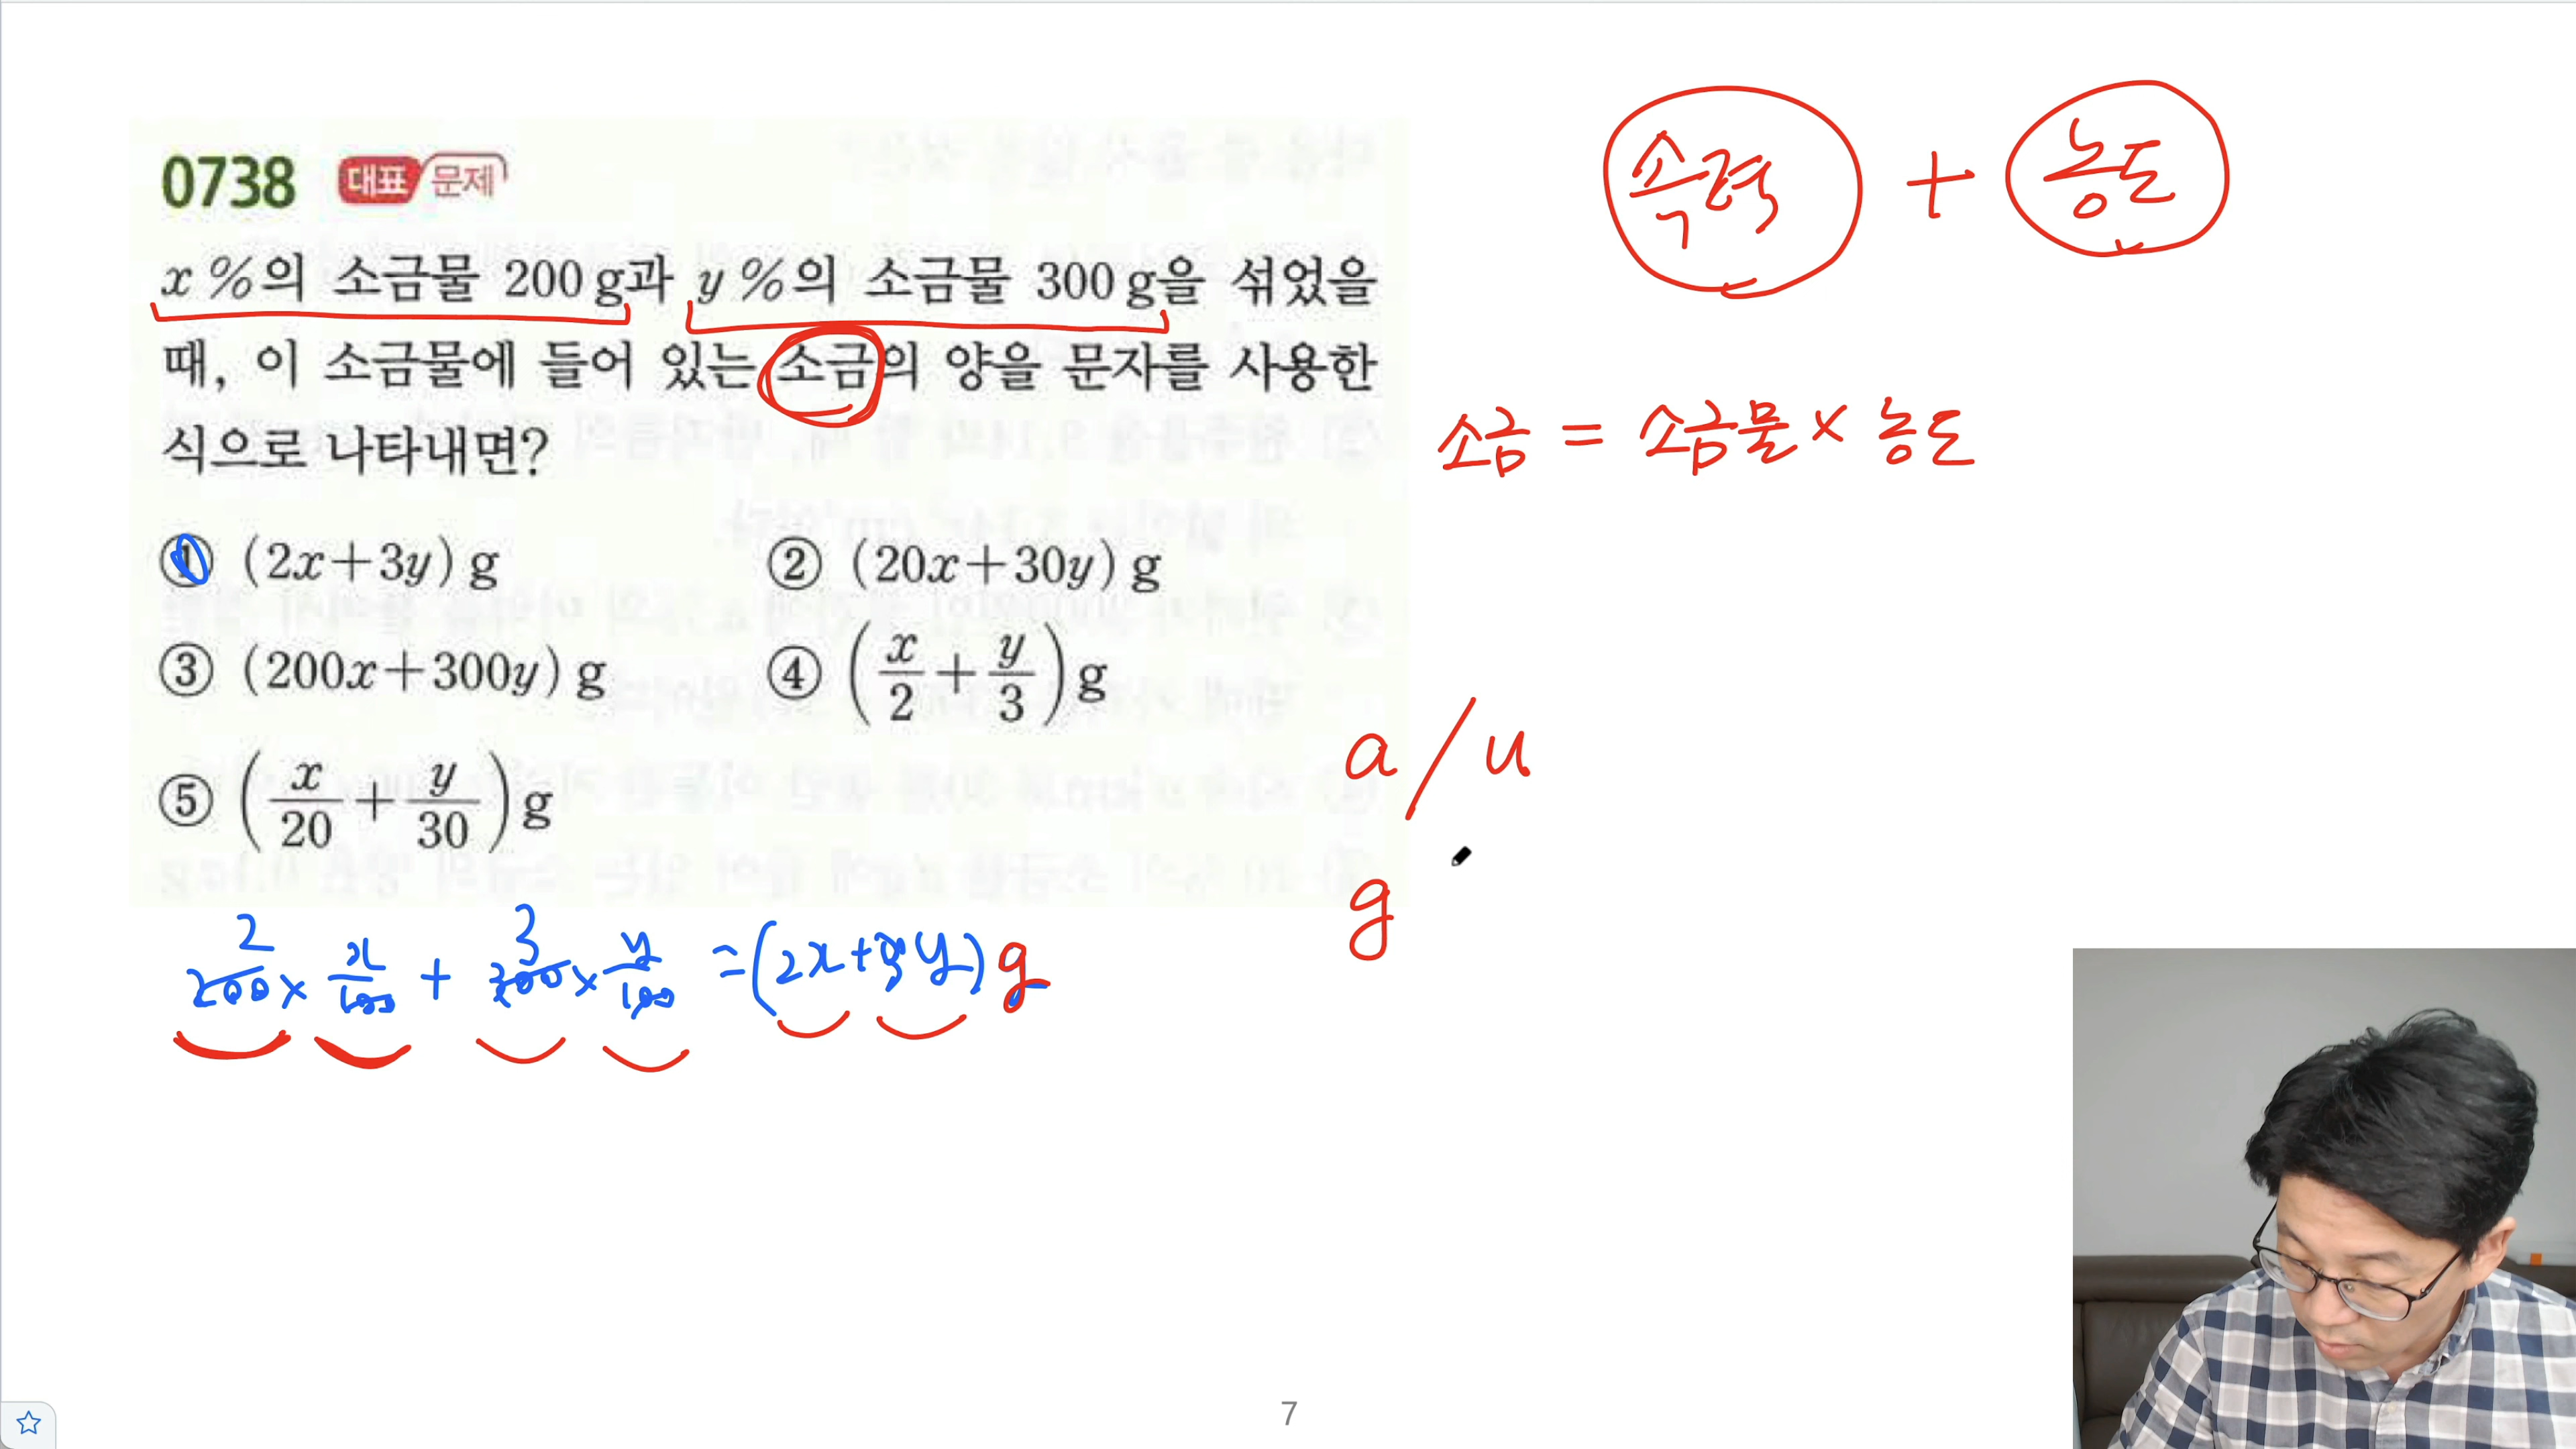 0738 대표 문제
x %의 소금물 200 g과 y %의 소금물 300 g을 섞었을
때, 이 소금물에 들어 있는 소금의 양을 문자를 사용한
식으로 나타내면?
① (2x+3y) g
② (20x+30y) g
③ (200x+300y) g
④ (x/2+y/3) g
⑤ (x/20+y/30) g
속력 + 농도
소금 = 소금물 × 농도
a / u
g
2 3
200 × x/100 + 300 × y/100 = (2x+3y) g
7